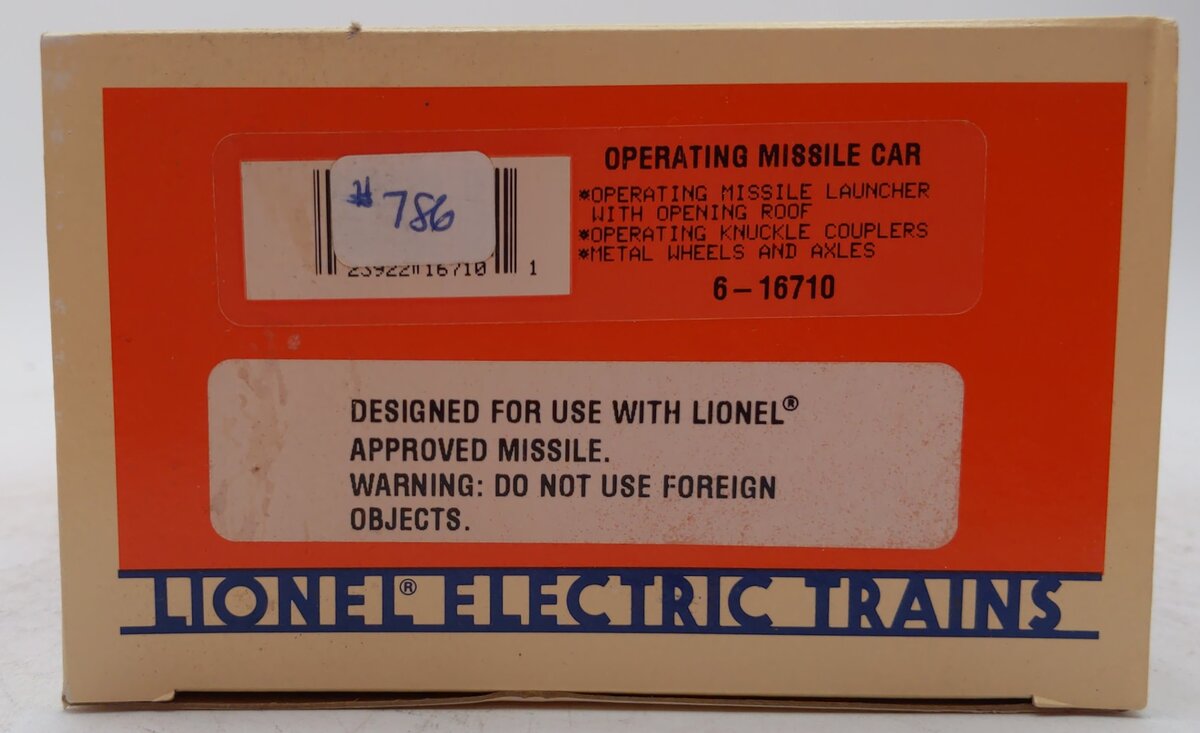 OPERATING MISSILE CAR
*OPERATING MISSILE LAUNCHER
WITH OPENING ROOF
*OPERATING KNUCKLE COUPLERS
*METAL WHEELS AND AXLES
6-16710
#786
23922 16710 1
DESIGNED FOR USE WITH LIONEL®
APPROVED MISSILE.
WARNING: DO NOT USE FOREIGN
OBJECTS.
LIONEL® ELECTRIC TRAINS